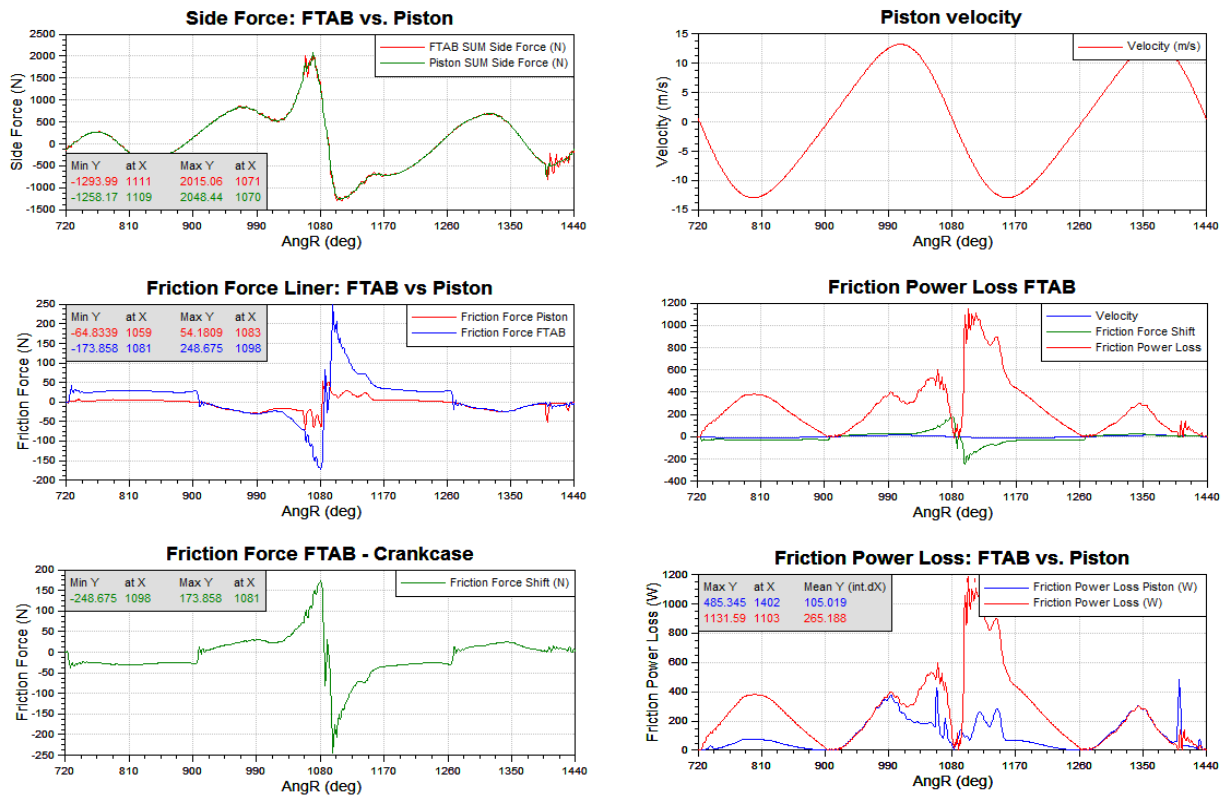 Side Force: FTAB vs. Piston
Side Force (N)
2500
2000
1500
1000
500
0
-500
-1000
-1500
FTAB SUM Side Force (N)
Piston SUM Side Force (N)
Min Y at X Max Y at X
-1293.99 1111 2015.06 1071
-1258.17 1109 2048.44 1070
720 810 900 990 1080 1170 1260 1350 1440
AngR (deg)
Piston velocity
Velocity (m/s)
15
10
5
0
-5
-10
-15
Velocity (m/s)
720 810 900 990 1080 1170 1260 1350 1440
AngR (deg)
Friction Force Liner: FTAB vs Piston
Friction Force (N)
250
200
150
100
50
0
-50
-100
-150
-200
Min Y at X Max Y at X
-64.8339 1059 54.1809 1083
-173.858 1081 248.675 1098
Friction Force Piston
Friction Force FTAB
720 810 900 990 1080 1170 1260 1350 1440
AngR (deg)
Friction Power Loss FTAB
1200
1000
800
600
400
200
0
-200
-400
Velocity
Friction Force Shift
Friction Power Loss
720 810 900 990 1080 1170 1260 1350 1440
AngR (deg)
Friction Force FTAB - Crankcase
Friction Force (N)
200
150
100
50
0
-50
-100
-150
-200
-250
Min Y at X Max Y at X
-248.675 1098 173.858 1081
Friction Force Shift (N)
720 810 900 990 1080 1170 1260 1350 1440
AngR (deg)
Friction Power Loss: FTAB vs. Piston
Friction Power Loss (W)
1200
1000
800
600
400
200
0
Max Y at X Mean Y (int.dX)
485.345 1402 105.019
1131.59 1103 265.188
Friction Power Loss Piston (W)
Friction Power Loss (W)
720 810 900 990 1080 1170 1260 1350 1440
AngR (deg)